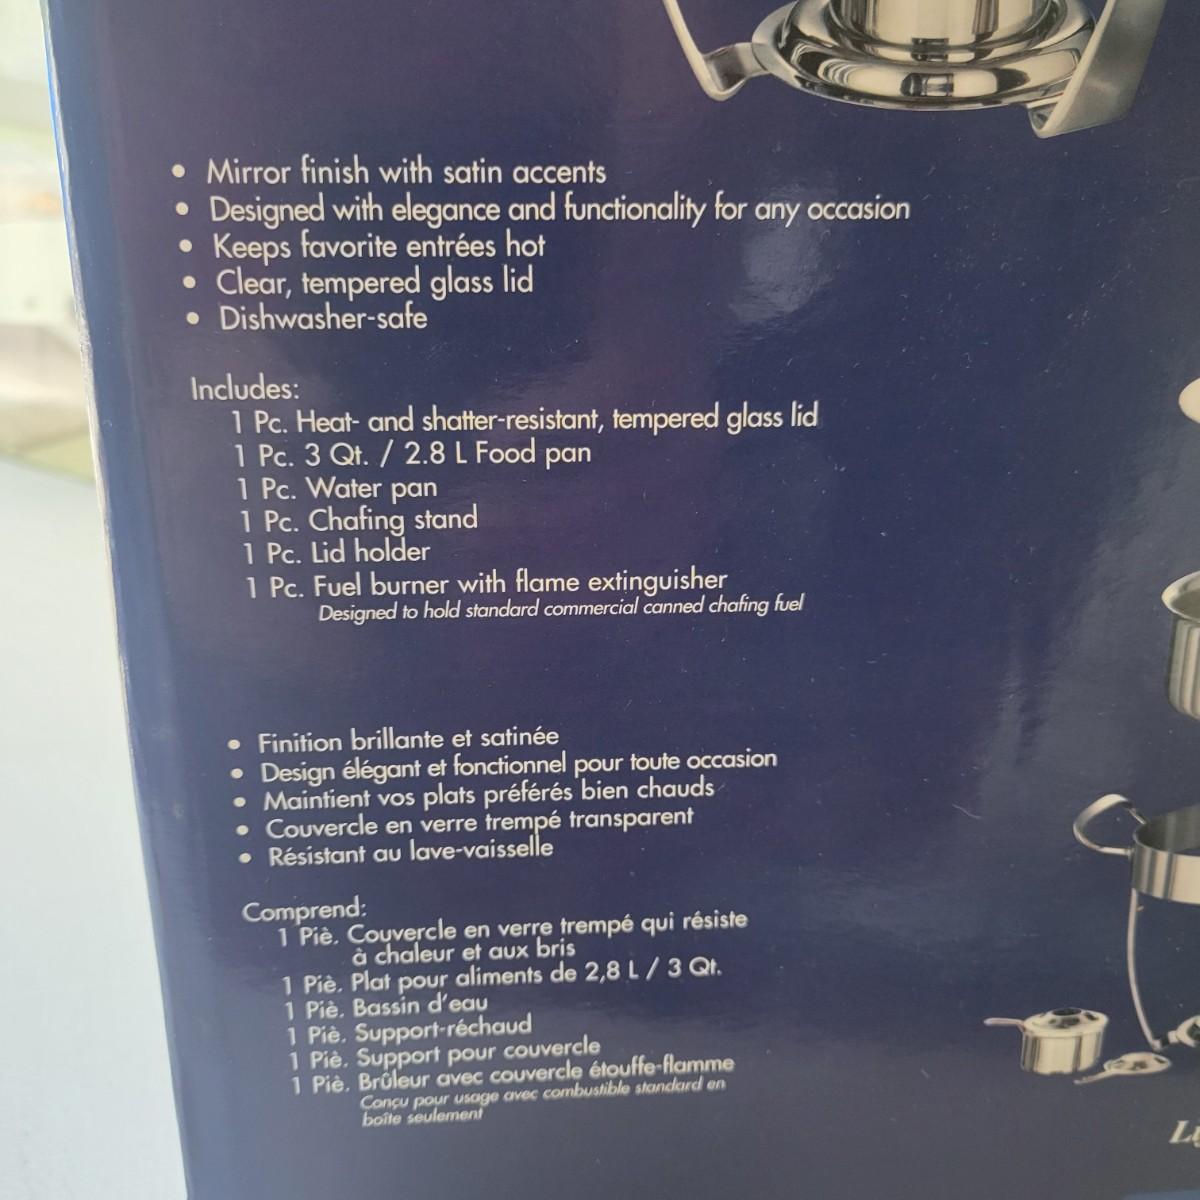 • Mirror finish with satin accents
• Designed with elegance and functionality for any occasion
• Keeps favorite entrées hot
• Clear, tempered glass lid
• Dishwasher-safe
Includes:
1 Pc. Heat- and shatter-resistant, tempered glass lid
1 Pc. 3 Qt. / 2.8 L Food pan
1 Pc. Water pan
1 Pc. Chafing stand
1 Pc. Lid holder
1 Pc. Fuel burner with flame extinguisher
Designed to hold standard commercial canned chafing fuel
• Finition brillante et satinée
• Design élégant et fonctionnel pour toute occasion
• Maintient vos plats préférés bien chauds
• Couvercle en verre trempé transparent
• Résistant au lave-vaisselle
Comprend:
1 Piè. Couvercle en verre trempé qui résiste
à chaleur et aux bris
1 Piè. Plat pour aliments de 2,8 L / 3 Qt.
1 Piè. Bassin d'eau
1 Piè. Support-réchaud
1 Piè. Support pour couvercle
1 Piè. Brûleur avec couvercle étouffe-flamme
Conçu pour usage avec combustible standard en
boîte seulement